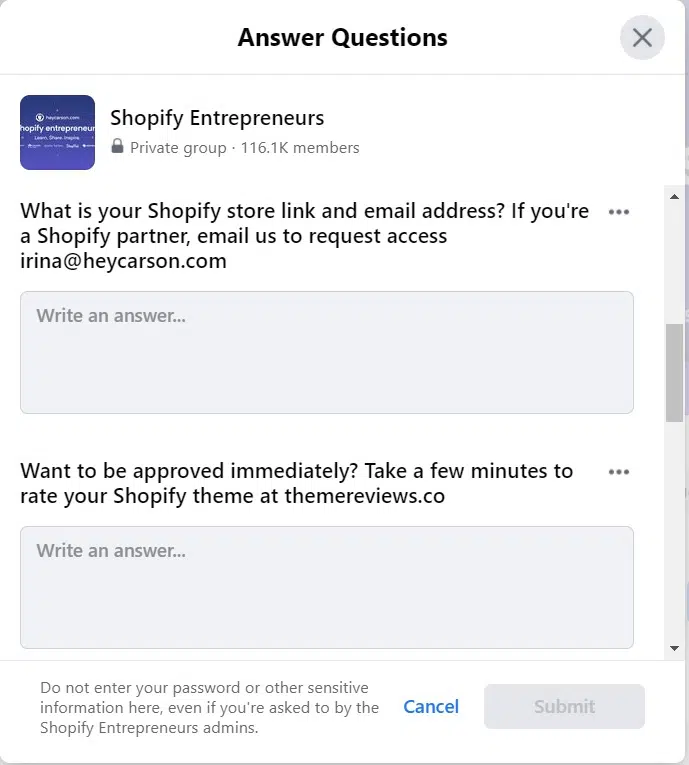 Answer Questions
heycarson.com
hopify entrepreneur
Learn. Share. Inspire.
Shopify Entrepreneurs
Private group · 116.1K members
What is your Shopify store link and email address? If you're
a Shopify partner, email us to request access
irina@heycarson.com
Write an answer...
Want to be approved immediately? Take a few minutes to
rate your Shopify theme at themereviews.co
Write an answer...
Do not enter your password or other sensitive
information here, even if you're asked to by the
Shopify Entrepreneurs admins.
Cancel
Submit